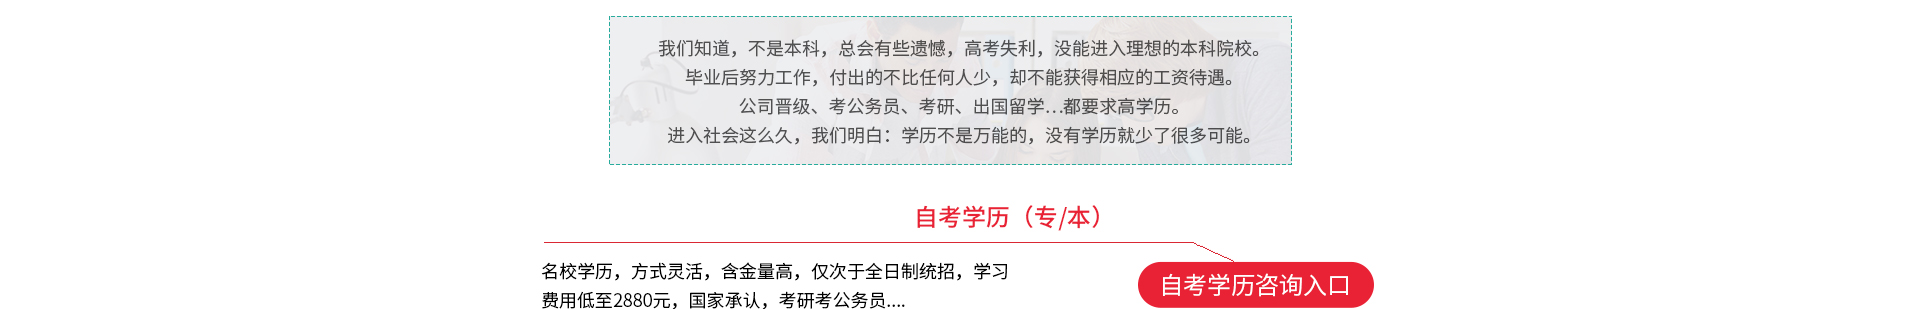 我们知道，不是本科，总会有些遗憾，高考失利，没能进入理想的本科院校。
毕业后努力工作，付出的不比任何人少，却不能获得相应的工资待遇。
公司晋级、考公务员、考研、出国留学…都要求高学历。
进入社会这么久，我们明白：学历不是万能的，没有学历就少了很多可能。
自考学历（专/本）
名校学历，方式灵活，含金量高，仅次于全日制统招，学习
费用低至2880元，国家承认，考研考公务员....
自考学历咨询入口